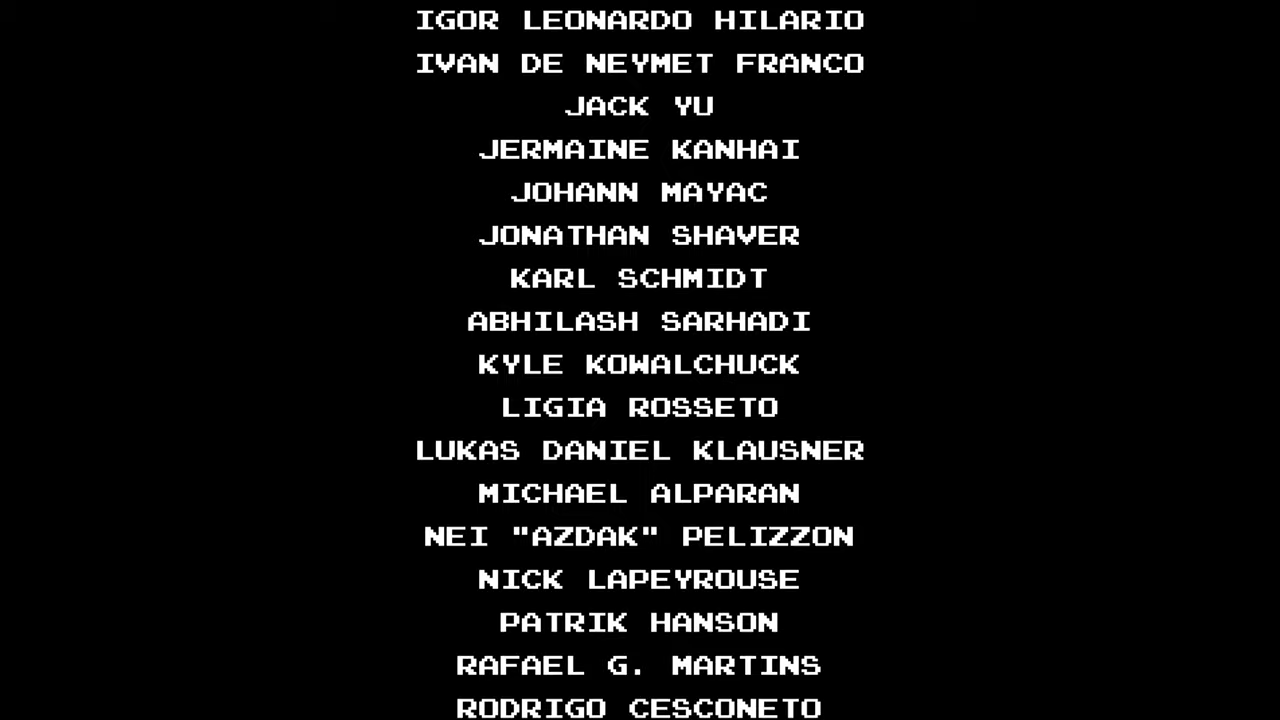 IGOR LEONARDO HILARIO
IVAN DE NEYMET FRANCO
JACK YU
JERMAINE KANHAI
JOHANN MAYAC
JONATHAN SHAVER
KARL SCHMIDT
ABHILASH SARHADI
KYLE KOWALCHUCK
LIGIA ROSSETO
LUKAS DANIEL KLAUSNER
MICHAEL ALPARAN
NEI "AZDAK" PELIZZON
NICK LAPEYROUSE
PATRIK HANSON
RAFAEL G. MARTINS
RODRIGO CESCONETO